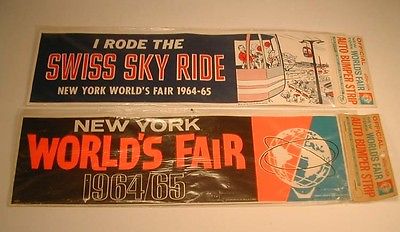 I RODE THE
SWISS SKY RIDE
NEW YORK WORLD'S FAIR 1964-65
OFFICIAL
NEW YORK
WORLD'S FAIR
AUTO BUMPER STRIP
NEW YORK
WORLD'S FAIR
1964/65
OFFICIAL
NEW YORK
WORLD'S FAIR
AUTO BUMPER STRIP